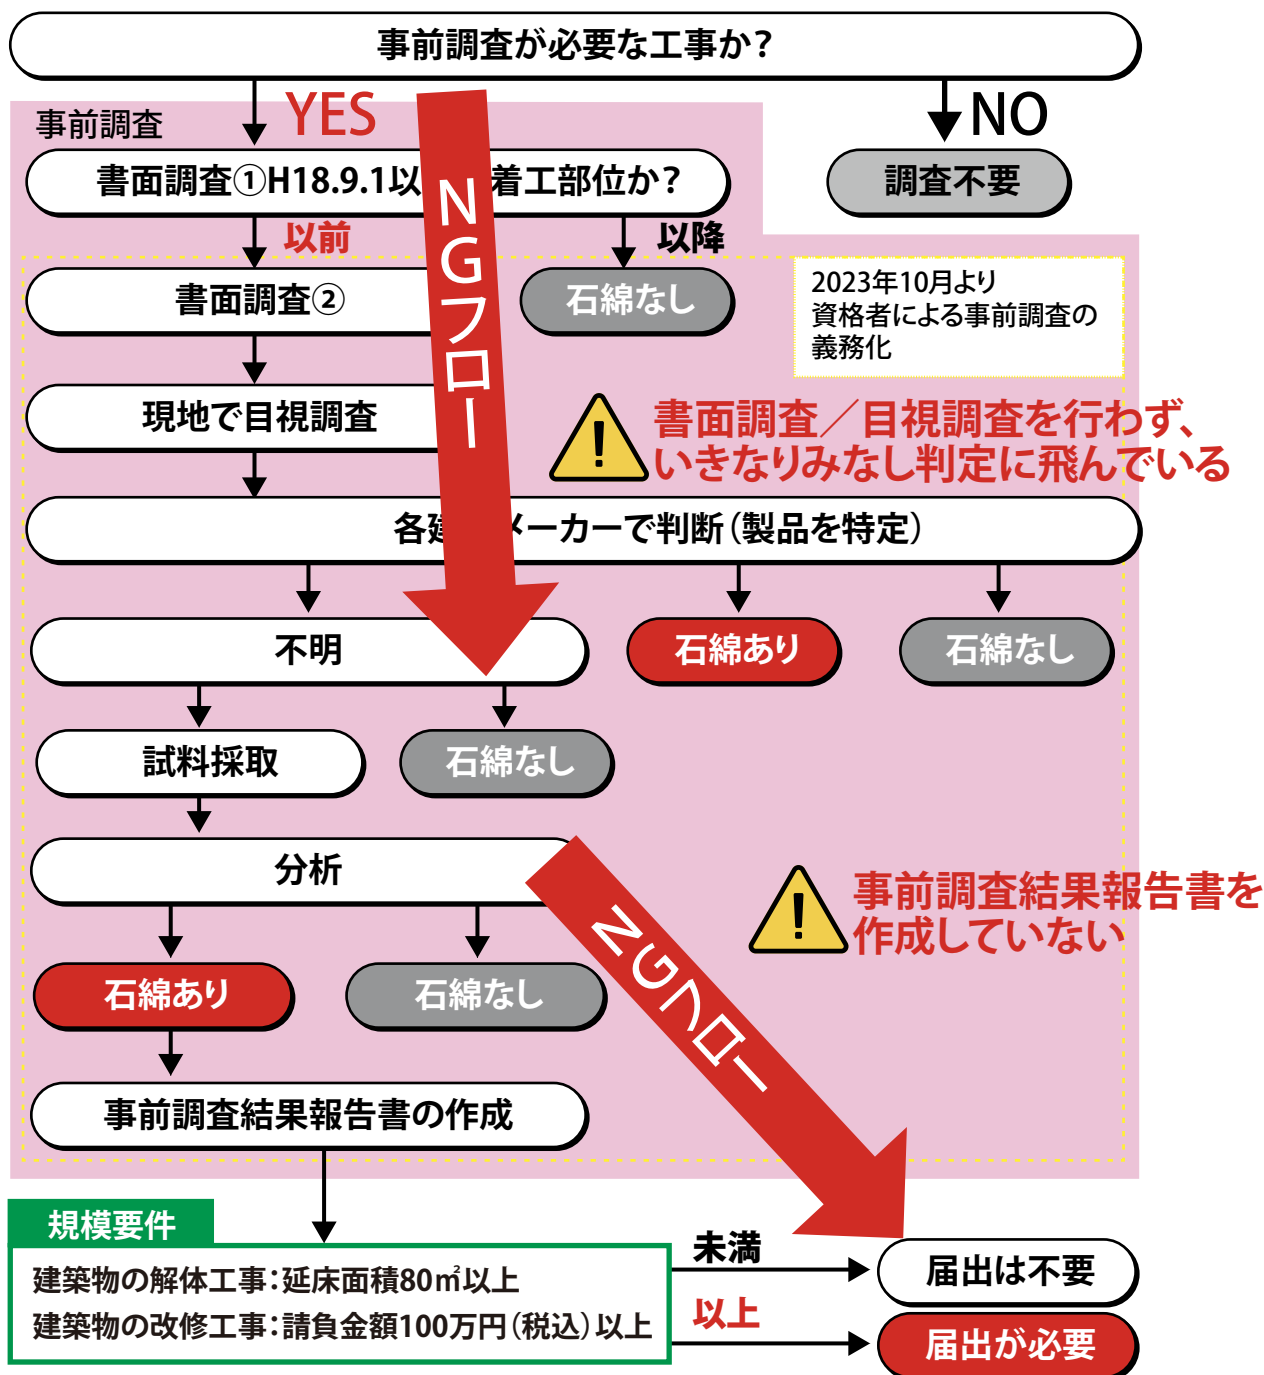 事前調査が必要な工事か?
YES
NO
事前調査
書面調査①H18.9.1以
着工部位か?
調査不要
以前
以降
書面調査②
石綿なし
2023年10月より
資格者による事前調査の
義務化
NGフロー
現地で目視調査
書面調査／目視調査を行わず、
いきなりみなし判定に飛んでいる
各建
メーカーで判断（製品を特定）
不明
石綿あり
石綿なし
試料採取
石綿なし
分析
事前調査結果報告書を
作成していない
NGフロー
石綿あり
石綿なし
事前調査結果報告書の作成
規模要件
建築物の解体工事：延床面積80㎡以上
建築物の改修工事：請負金額100万円（税込）以上
未満
届出は不要
以上
届出が必要